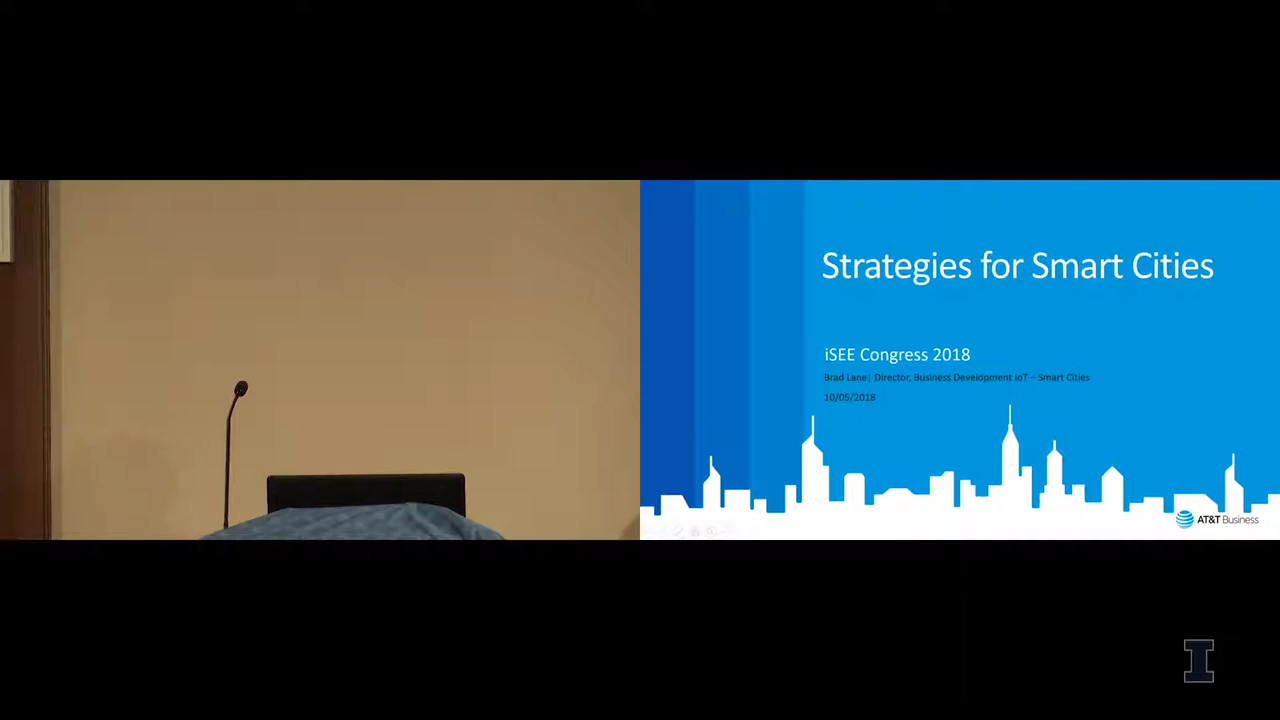 Strategies for Smart Cities
iSEE Congress 2018
Brad Lane| Director, Business Develdpment IoT – Smart Cities
10/05/2018
AT&T Business
I